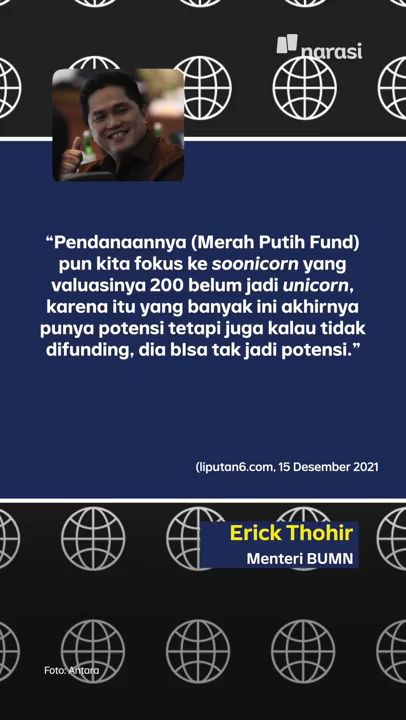 narasi
“Pendanaannya (Merah Putih Fund)
pun kita fokus ke soonicorn yang
valuasinya 200 belum jadi unicorn,
karena itu yang banyak ini akhirnya
punya potensi tetapi juga kalau tidak
difunding, dia bIsa tak jadi potensi.”
(liputan6.com, 15 Desember 2021
Erick Thohir
Menteri BUMN
Foto: Antara